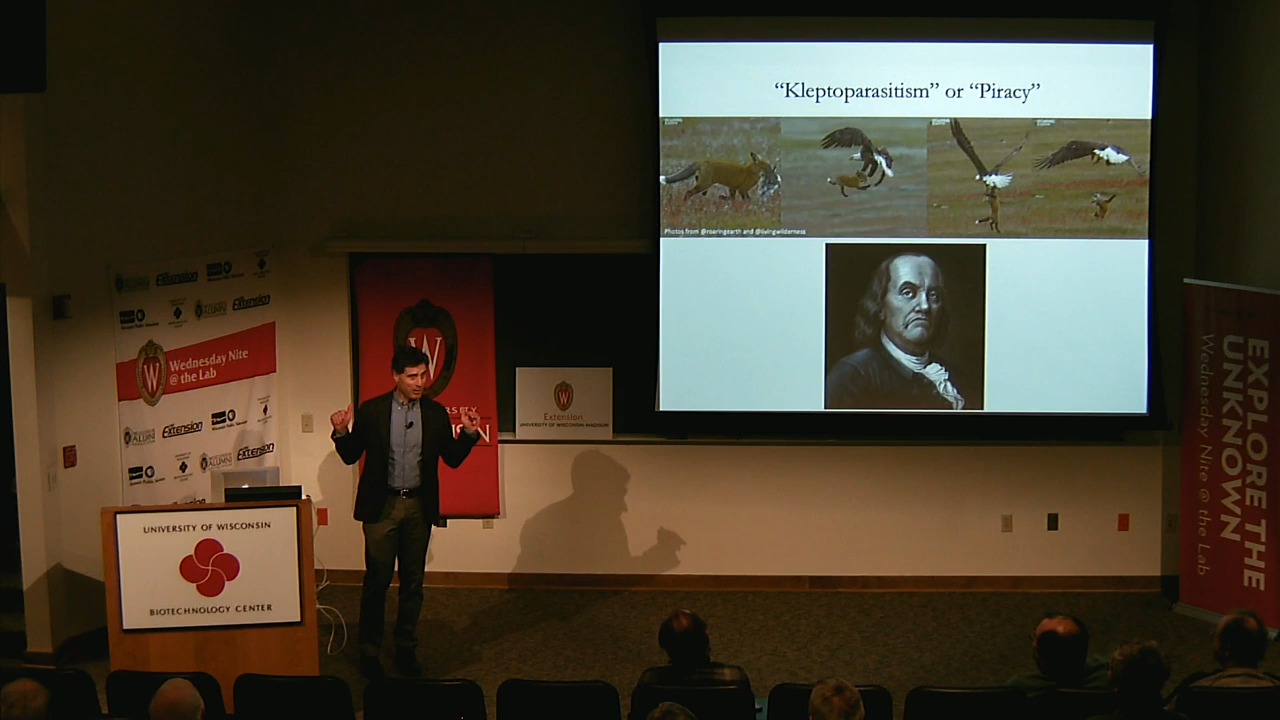 “Kleptoparasitism” or “Piracy”
Photos from @roaringearth and @livingwilderness
Extension
Extension
Wednesday Nite
@ the Lab
W
Extension
Extension
W
Extension
UNIVERSITY OF WISCONSIN-MADISON
UNIVERSITY OF WISCONSIN
BIOTECHNOLOGY CENTER
EXPLORE THE
UNKNOWN
Wednesday Nite @ the Lab